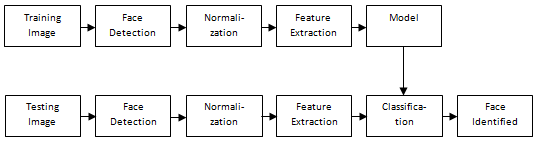 Training
Image
Face
Detection
Normali-
zation
Feature
Extraction
Model
Testing
Image
Face
Detection
Normali-
zation
Feature
Extraction
Classifica-
tion
Face
Identified